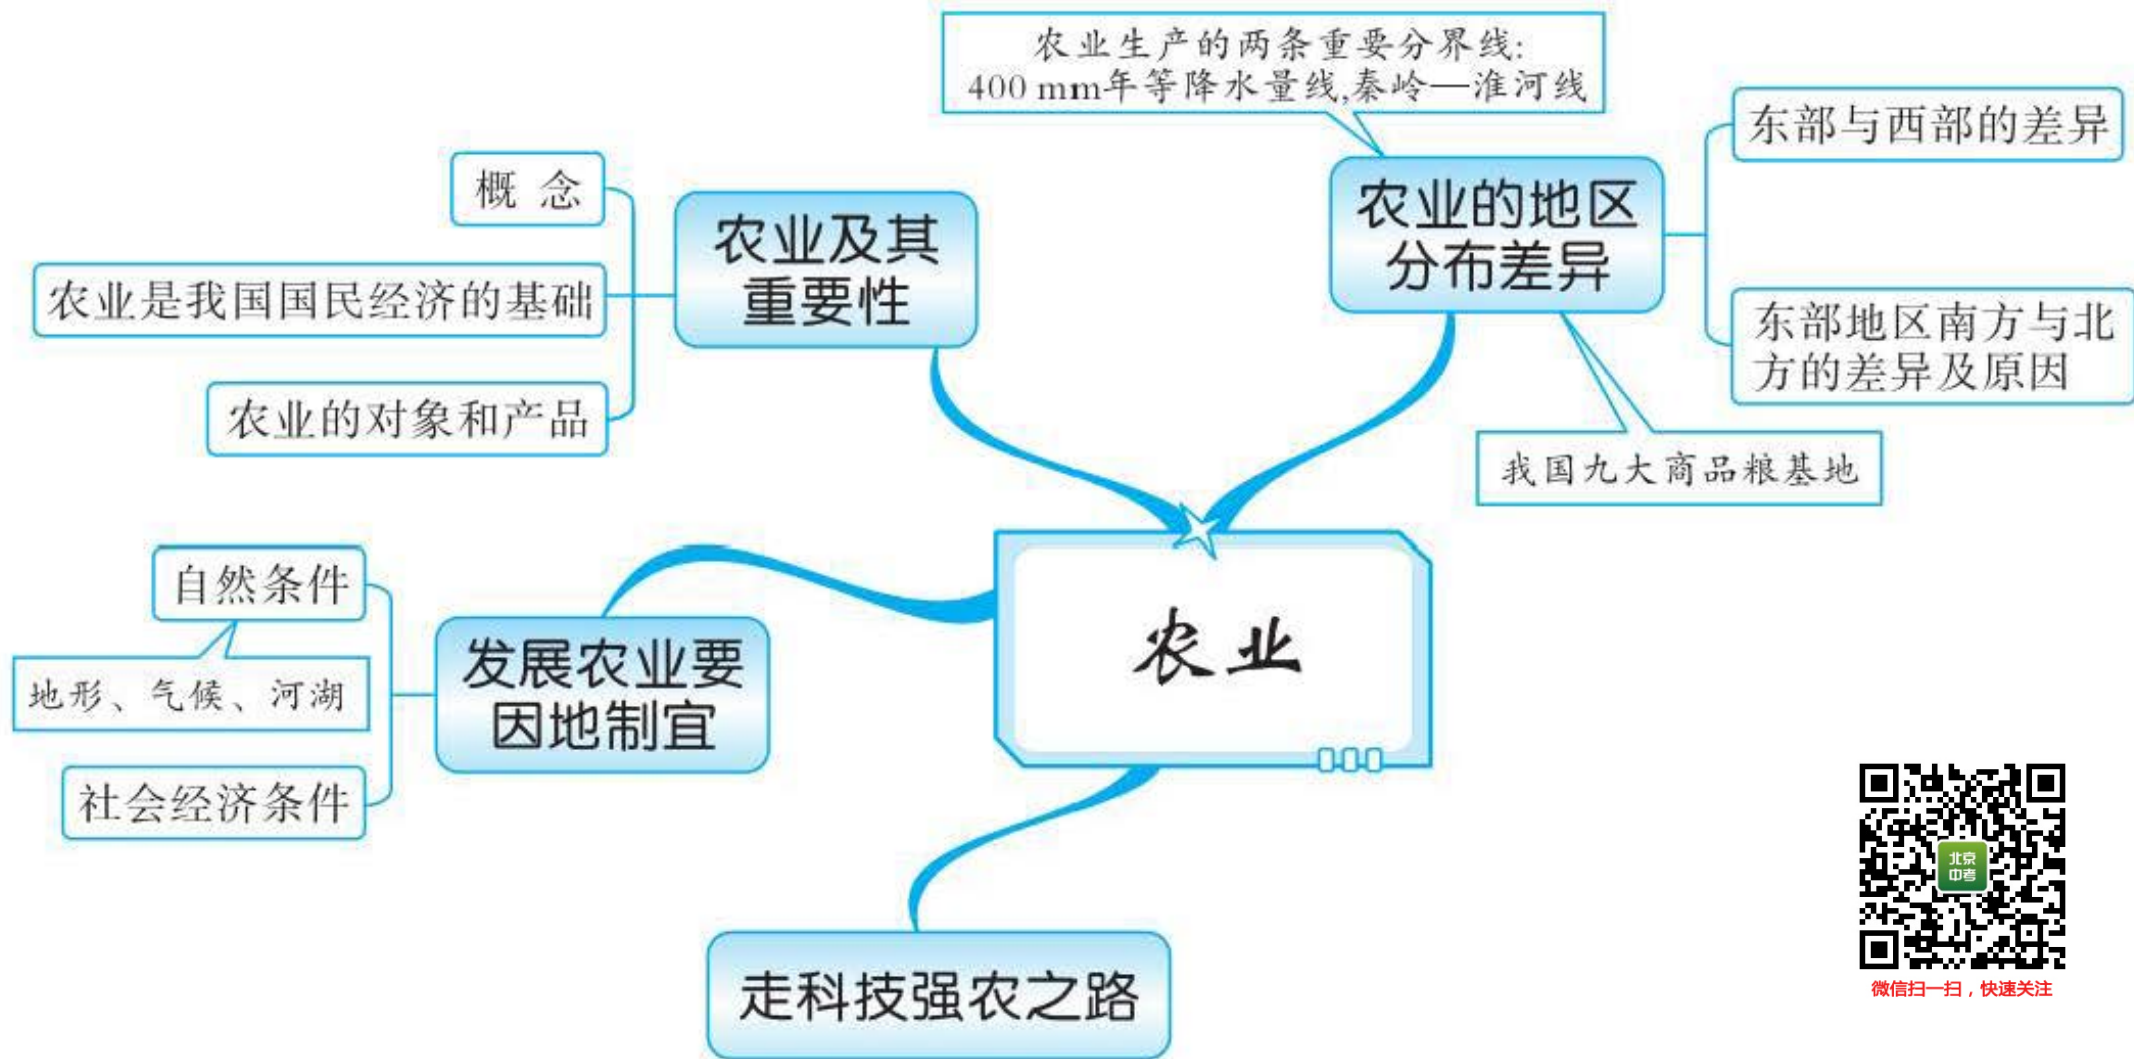 农业生产的两条重要分界线:
400 mm年等降水量线,秦岭—淮河线
东部与西部的差异
农业的地区
分布差异
东部地区南方与北
方的差异及原因
我国九大商品粮基地
概 念
农业及其
重要性
农业是我国国民经济的基础
农业的对象和产品
自然条件
地形、气候、河湖
发展农业要
因地制宜
社会经济条件
农业
走科技强农之路
北京
中考
微信扫一扫，快速关注